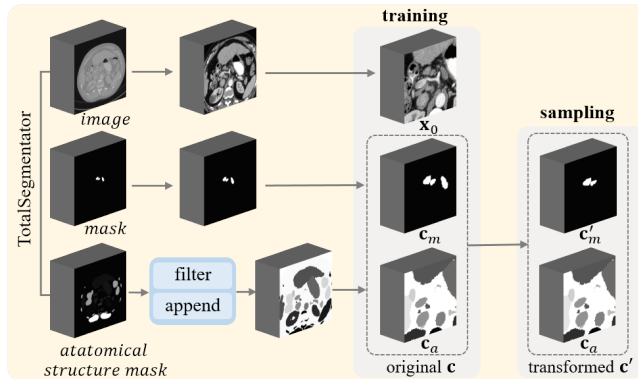 training
sampling
TotalSegmentator
image
mask
atatomical
structure mask
filter
append
x₀
cₘ
cₐ
original c
c′ₘ
cₐ
transformed c′